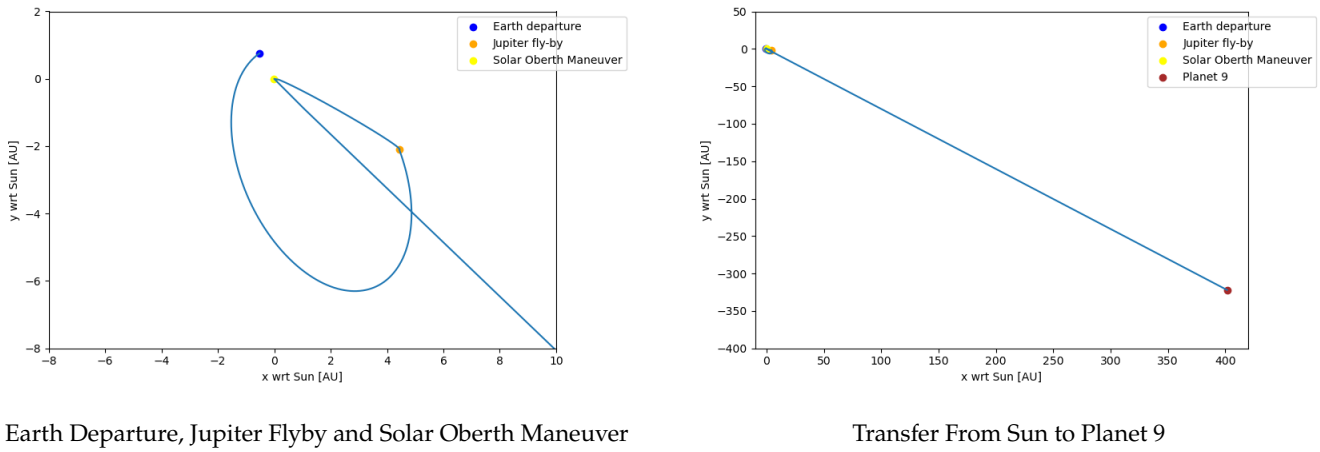 Earth departure
Jupiter fly-by
Solar Oberth Maneuver
2
0
−2
−4
−6
−8
y wrt Sun [AU]
−8 −6 −4 −2 0 2 4 6 8 10
x wrt Sun [AU]
Earth Departure, Jupiter Flyby and Solar Oberth Maneuver
Earth departure
Jupiter fly-by
Solar Oberth Maneuver
Planet 9
50
0
−50
−100
−150
−200
−250
−300
−350
−400
y wrt Sun [AU]
0 50 100 150 200 250 300 350 400
x wrt Sun [AU]
Transfer From Sun to Planet 9